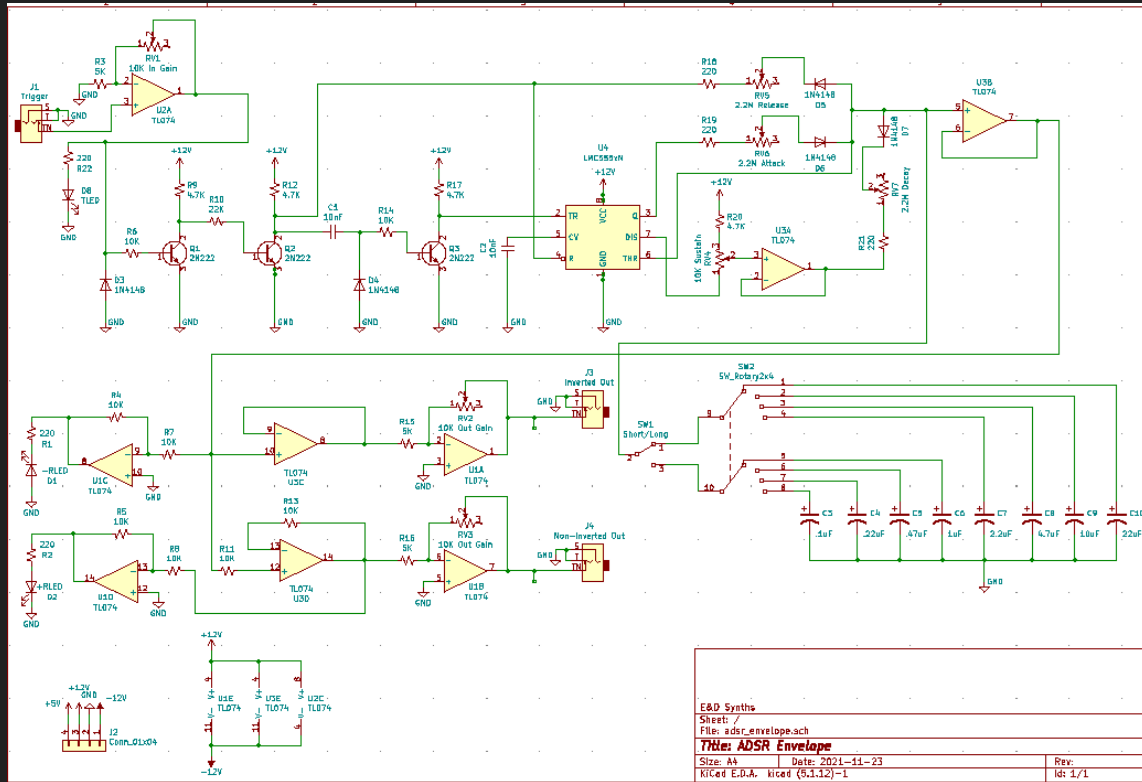 J1
Trigger
R3
5K
RV1
10K In Gain
U2A
TL074
GND
GND
220
R22
D8
TLED
GND
R6
10K
D3
1N4148
GND
+12V
R9
4.7K
R10
22K
Q1
2N222
GND
+12V
R12
4.7K
Q2
2N222
GND
C1
10nF
R14
10K
D4
1N4148
GND
+12V
R17
4.7K
Q3
2N222
GND
C2
10nF
GND
U4
LMC555xN
+12V
TR
CV
R
VCC
GND
Q
DIS
THR
GND
R18
220
RV5
2.2M Release
1N4148
D5
R19
220
RV6
2.2M Attack
1N4148
D6
+12V
R20
4.7K
10K Sustain
RV4
U3A
TL074
1N4148
D7
RV7
2.2M Decay
R21
220
U3B
TL074
R4
10K
220
R1
-RLED
D1
GND
U1C
TL074
R7
10K
GND
R5
10K
220
R2
+RLED
D2
GND
U1D
TL074
R8
10K
GND
TL074
U3C
R13
10K
R11
10K
TL074
U3D
R15
5K
RV2
10K Out Gain
U1A
TL074
GND
J3
Inverted Out
GND
R16
5K
RV3
10K Out Gain
U1B
TL074
GND
J4
Non-Inverted Out
GND
SW1
Short/Long
SW2
SW_Rotary2x4
C3
.1uF
C4
.22uF
C5
.47uF
C6
1uF
C7
2.2uF
C8
4.7uF
C9
10uF
C10
22uF
GND
+12V
U1E
TL074
U3E
TL074
U2C
TL074
-12V
+5V
+12V
GND
-12V
J2
Conn_01x04
E&D Synths
Sheet: /
File: adsr_envelope.sch
Title: ADSR Envelope
Size: A4
Date: 2021-11-23
Rev:
KiCad E.D.A. kicad (5.1.12)-1
Id: 1/1